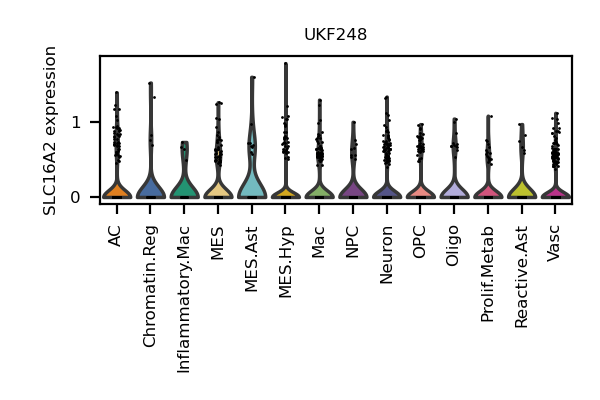 UKF248
SLC16A2 expression
1
0
AC
Chromatin.Reg
Inflammatory.Mac
MES
MES.Ast
MES.Hyp
Mac
NPC
Neuron
OPC
Oligo
Prolif.Metab
Reactive.Ast
Vasc